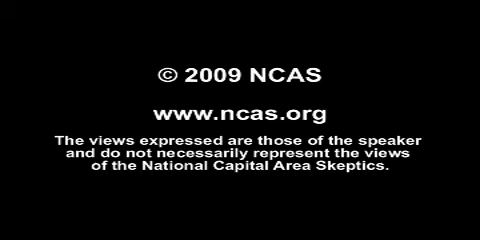 © 2009 NCAS
www.ncas.org
The views expressed are those of the speaker
and do not necessarily represent the views
of the National Capital Area Skeptics.